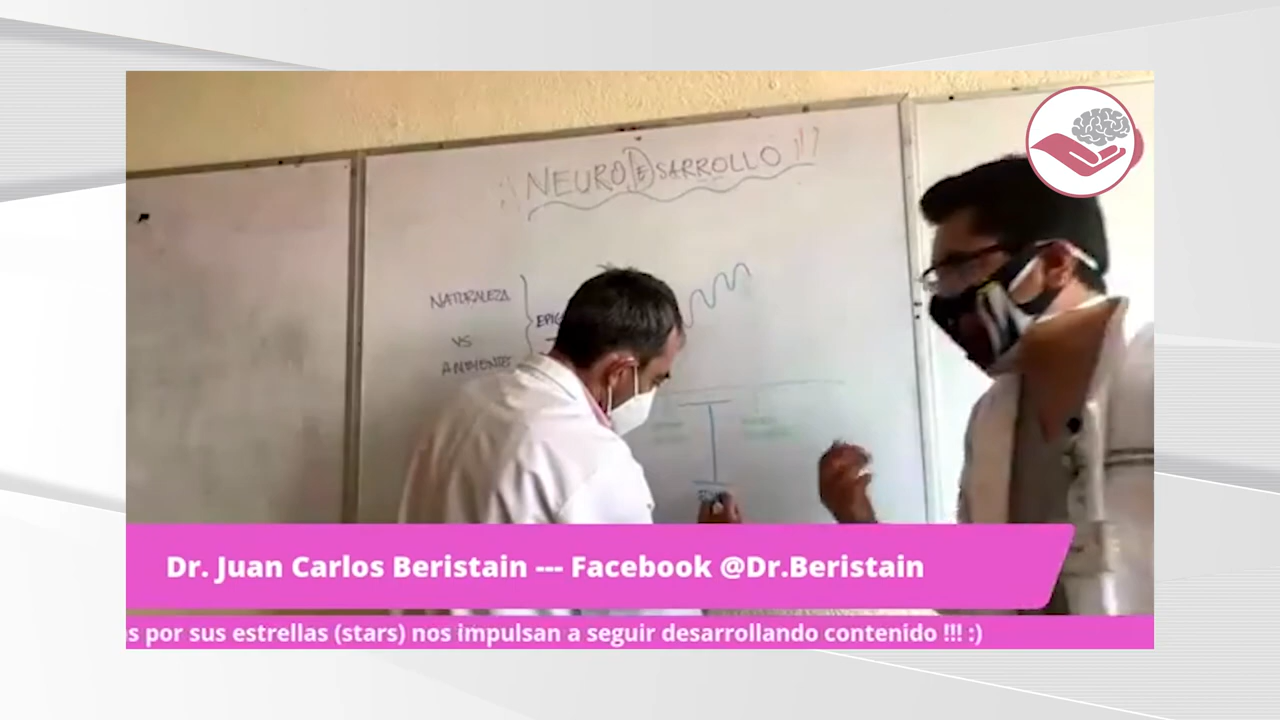 ¡¡ NEURODESARROLLO !!!
NATURALEZA
VS
AMBIENTE
Dr. Juan Carlos Beristain --- Facebook @Dr.Beristain
s por sus estrellas (stars) nos impulsan a seguir desarrollando contenido !!! :)